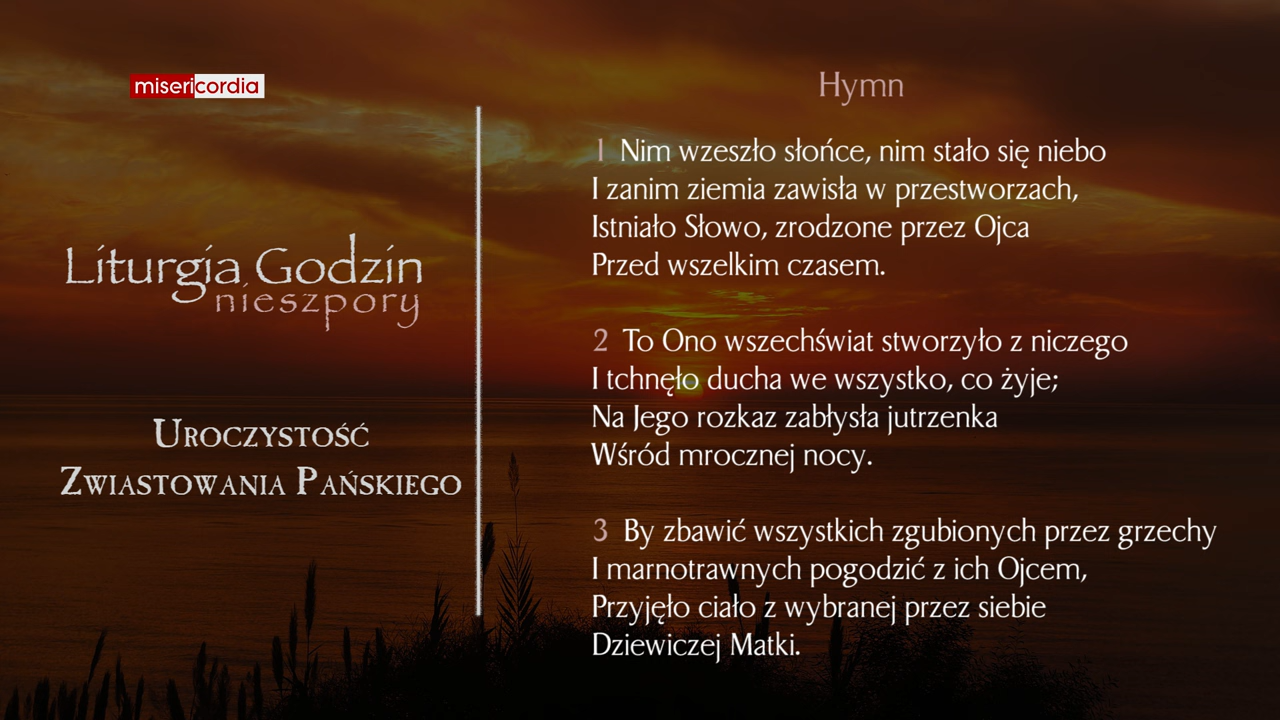 misericordia
Liturgia Godzin
nieszpory
Uroczystość
Zwiastowania Pańskiego
Hymn
1 Nim wzeszło słońce, nim stało się niebo
I zanim ziemia zawisła w przestworzach,
Istniało Słowo, zrodzone przez Ojca
Przed wszelkim czasem.
2 To Ono wszechświat stworzyło z niczego
I tchnęło ducha we wszystko, co żyje;
Na Jego rozkaz zabłysła jutrzenka
Wśród mrocznej nocy.
3 By zbawić wszystkich zgubionych przez grzechy
I marnotrawnych pogodzić z ich Ojcem,
Przyjęło ciało z wybranej przez siebie
Dziewiczej Matki.